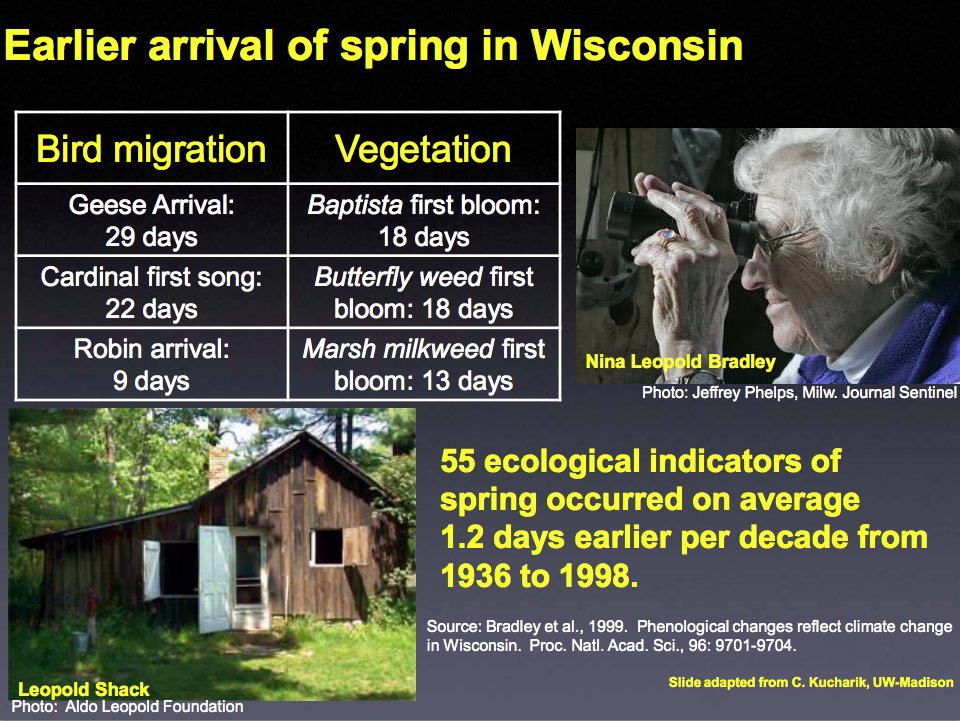 Earlier arrival of spring in Wisconsin
Bird migration
Vegetation
Geese Arrival:
29 days
Baptista first bloom:
18 days
Cardinal first song:
22 days
Butterfly weed first
bloom: 18 days
Robin arrival:
9 days
Marsh milkweed first
bloom: 13 days
Nina Leopold Bradley
Photo: Jeffrey Phelps, Milw. Journal Sentinel
55 ecological indicators of
spring occurred on average
1.2 days earlier per decade from
1936 to 1998.
Source: Bradley et al., 1999.  Phenological changes reflect climate change
in Wisconsin.  Proc. Natl. Acad. Sci., 96: 9701-9704.
Slide adapted from C. Kucharik, UW-Madison
Leopold Shack
Photo:  Aldo Leopold Foundation